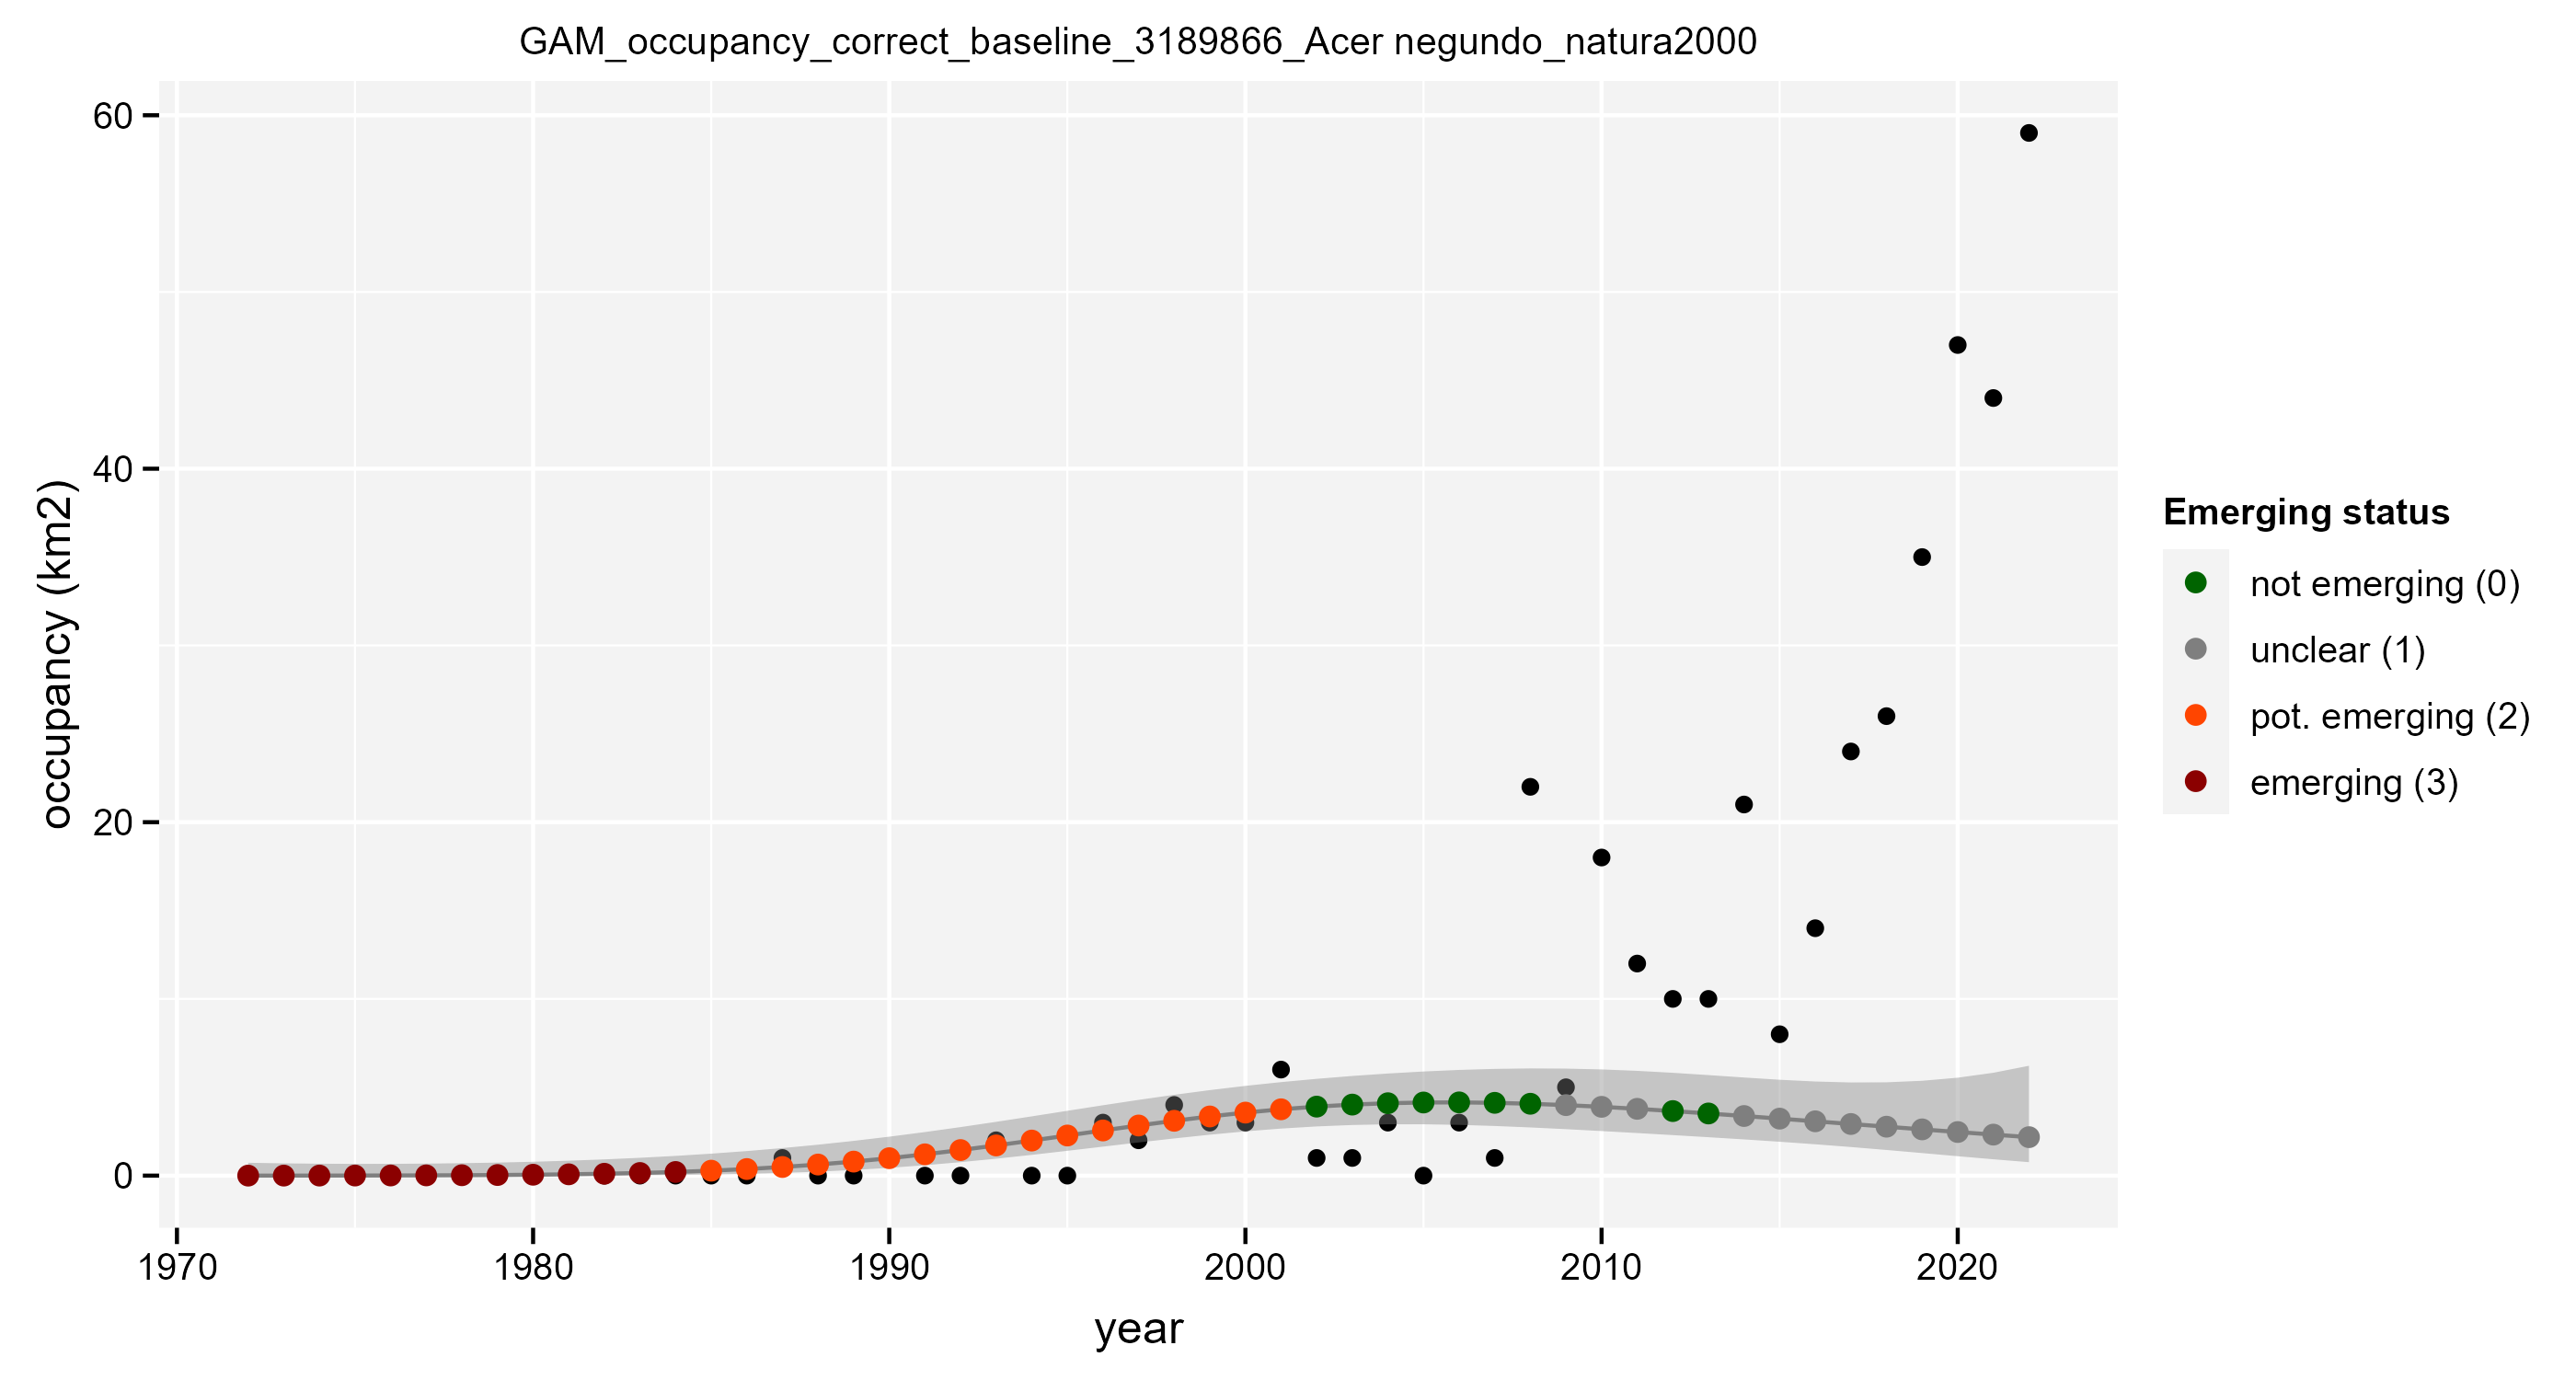 GAM_occupancy_correct_baseline_3189866_Acer negundo_natura2000
60
40
20
0
occupancy (km2)
1970 1980 1990 2000 2010 2020
year
Emerging status
not emerging (0)
unclear (1)
pot. emerging (2)
emerging (3)